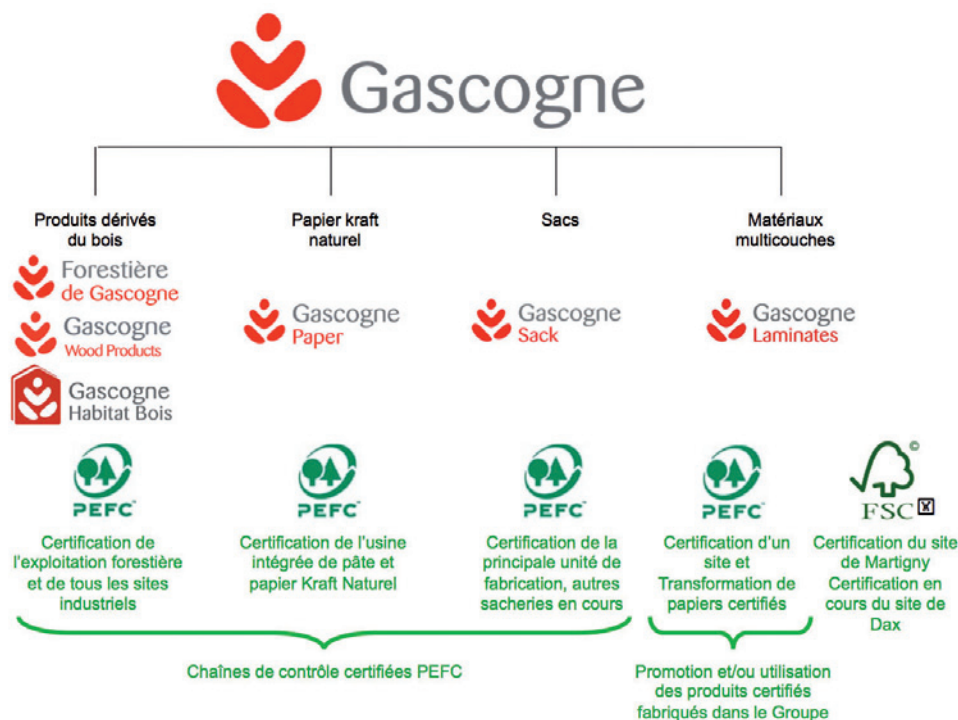 Gascogne
Produits dérivés
du bois
Papier kraft
naturel
Sacs
Matériaux
multicouches
Forestière
de Gascogne
Gascogne
Wood Products
Gascogne
Habitat Bois
Gascogne
Paper
Gascogne
Sack
Gascogne
Laminates
PEFC™
Certification de
l'exploitation forestière
et de tous les sites
industriels
PEFC™
Certification de l'usine
intégrée de pâte et
papier Kraft Naturel
PEFC™
Certification de la
principale unité de
fabrication, autres
sacheries en cours
PEFC™
Certification d'un
site et
Transformation de
papiers certifiés
©
FSC
Certification du site
de Martigny
Certification en
cours du site de
Dax
Chaînes de contrôle certifiées PEFC
Promotion et/ou utilisation
des produits certifiés
fabriqués dans le Groupe